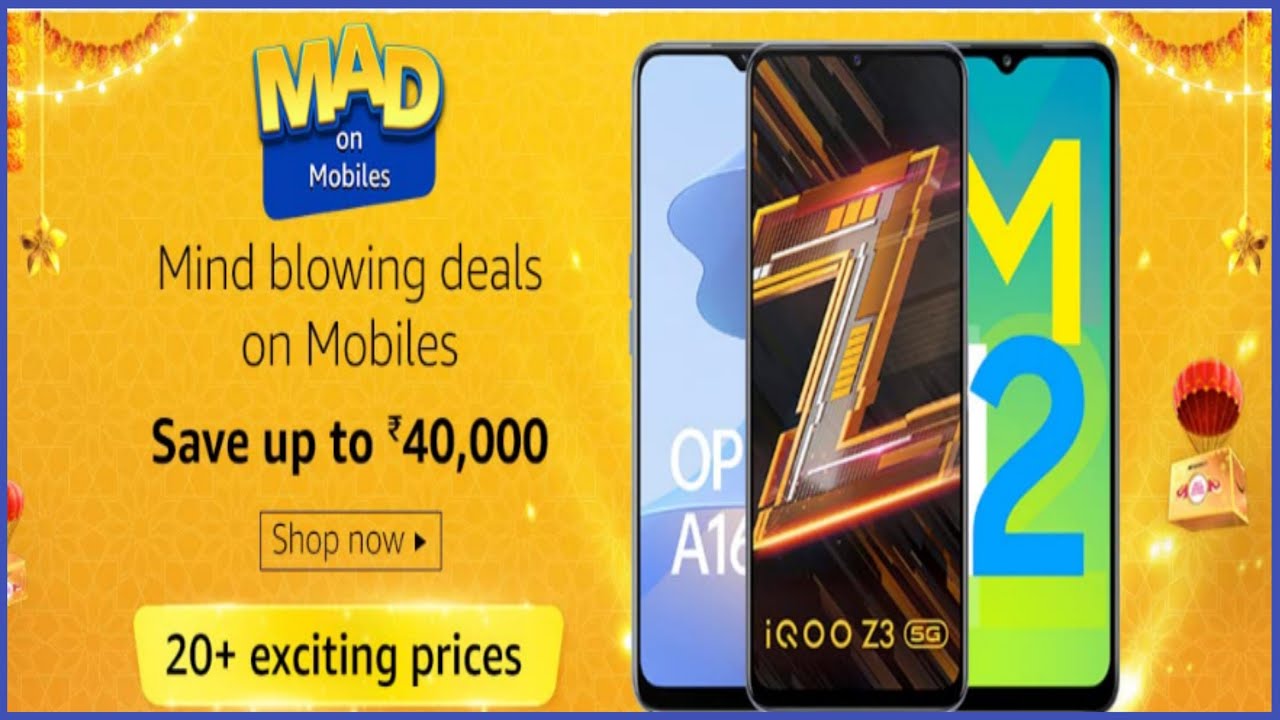 MAD
on
Mobiles
Mind blowing deals
on Mobiles
Save up to ₹40,000
Shop now ▸
20+ exciting prices
OP
A16
iQOO Z3 5G
M
2